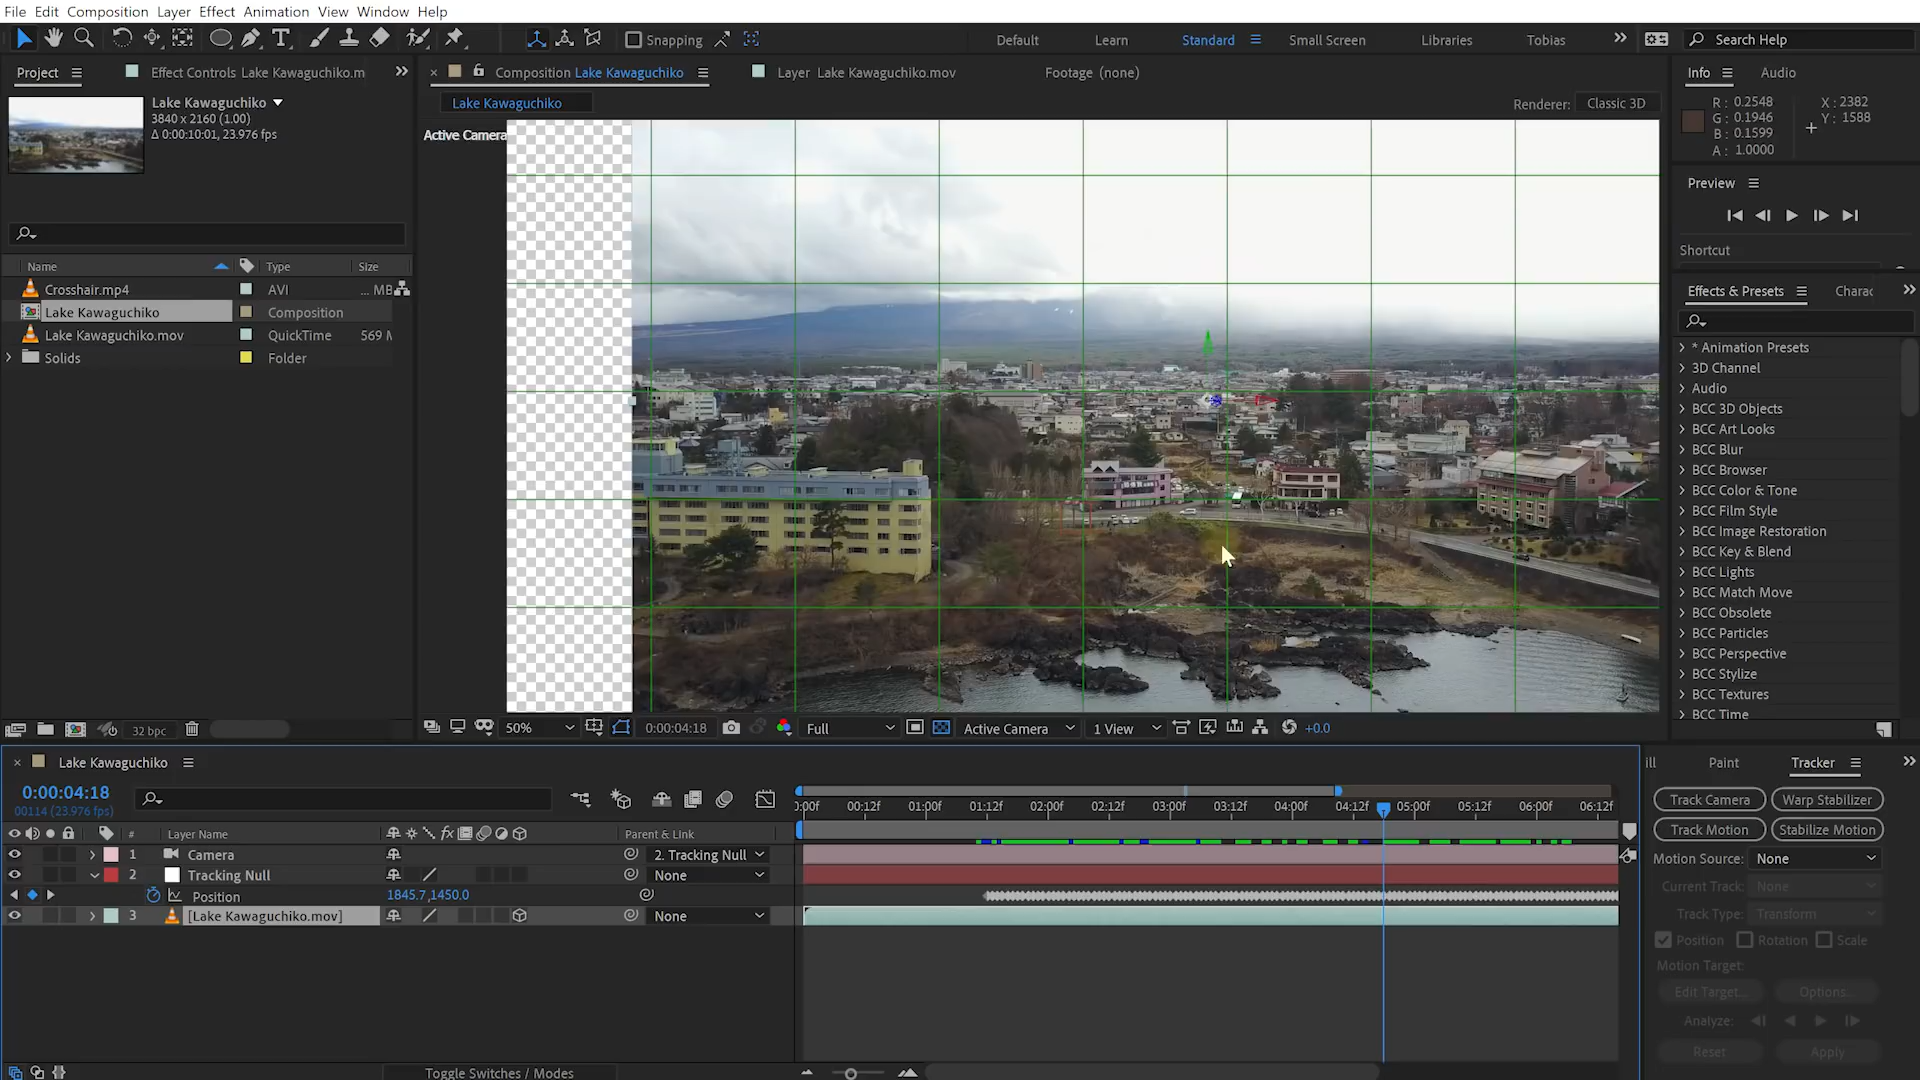 File Edit Composition Layer Effect Animation View Window Help
Snapping
Default Learn Standard Small Screen Libraries Tobias
Search Help
Project Effect Controls Lake Kawaguchiko.m
Composition Lake Kawaguchiko Layer Lake Kawaguchiko.mov Footage (none)
Info Audio
Lake Kawaguchiko
3840 x 2160 (1.00)
Δ 0:00:10:01, 23.976 fps
Lake Kawaguchiko
Renderer: Classic 3D
Active Camera
R : 0.2548
G : 0.1946
B : 0.1599
A : 1.0000
X : 2382
Y : 1588
Preview
Shortcut
Name Type Size
Crosshair.mp4 AVI ... MB
Lake Kawaguchiko Composition
Lake Kawaguchiko.mov QuickTime 569 M
Solids Folder
Effects & Presets Charac
* Animation Presets
3D Channel
Audio
BCC 3D Objects
BCC Art Looks
BCC Blur
BCC Browser
BCC Color & Tone
BCC Film Style
BCC Image Restoration
BCC Key & Blend
BCC Lights
BCC Match Move
BCC Obsolete
BCC Particles
BCC Perspective
BCC Stylize
BCC Textures
BCC Time
32 bpc
50% 0:00:04:18 Full Active Camera 1 View +0.0
Lake Kawaguchiko
0:00:04:18
00114 (23.976 fps)
):00f 00:12f 01:00f 01:12f 02:00f 02:12f 03:00f 03:12f 04:00f 04:12f 05:00f 05:12f 06:00f 06:12f
# Layer Name fx Parent & Link
1 Camera 2. Tracking Null
2 Tracking Null None
Position 1845.7,1450.0
3 [Lake Kawaguchiko.mov] None
Toggle Switches / Modes
ill Paint Tracker
Track Camera Warp Stabilizer
Track Motion Stabilize Motion
Motion Source: None
Current Track: None
Track Type: Transform
Position Rotation Scale
Motion Target:
Edit Target... Options...
Analyze:
Reset Apply